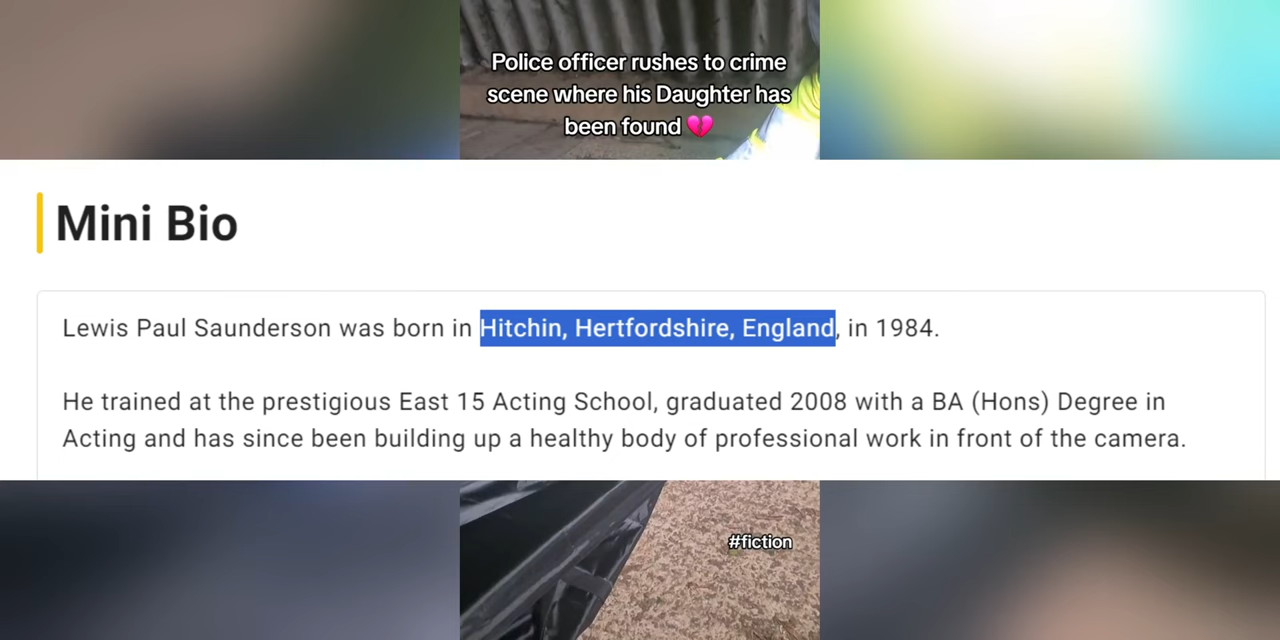 Police officer rushes to crime
scene where his Daughter has
been found 💔
Mini Bio
Lewis Paul Saunderson was born in Hitchin, Hertfordshire, England, in 1984.
He trained at the prestigious East 15 Acting School, graduated 2008 with a BA (Hons) Degree in
Acting and has since been building up a healthy body of professional work in front of the camera.
#fiction